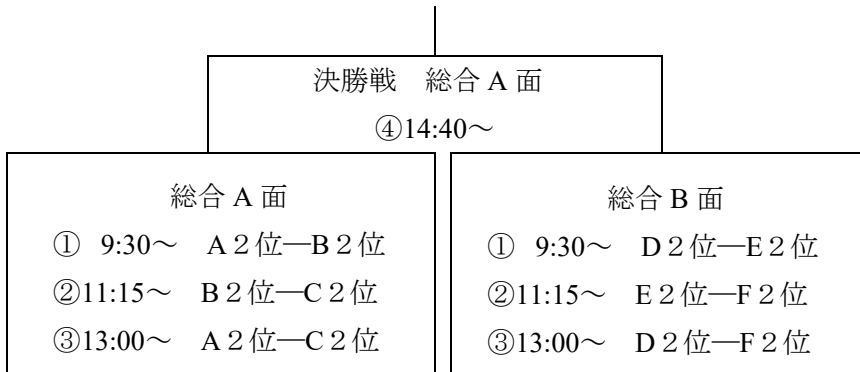 決勝戦　総合 A 面
④14:40～
総合 A 面
①  9:30～　A２位―B２位
②11:15～　B２位―C２位
③13:00～　A２位―C２位
総合 B 面
①  9:30～　D２位―E２位
②11:15～　E２位―F２位
③13:00～　D２位―F２位